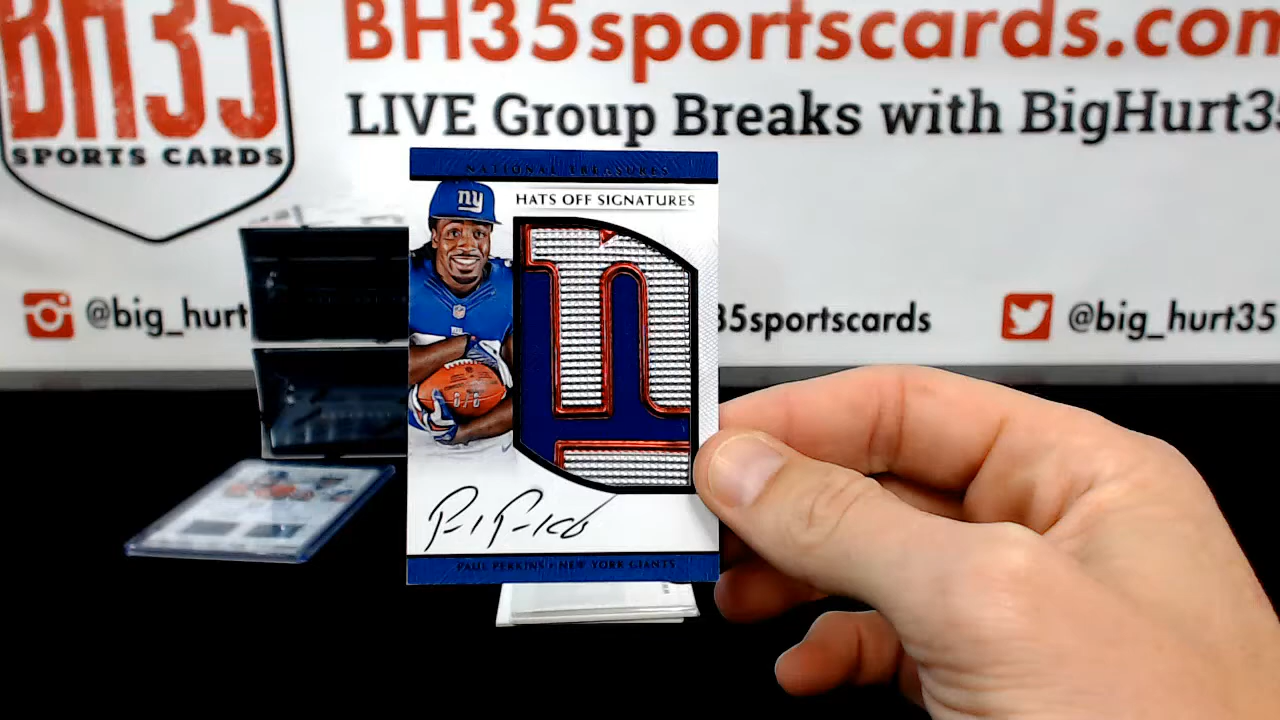 BH35
SPORTS CARDS
BH35sportscards.com
LIVE Group Breaks with BigHurt35
@big_hurt
35sportscards
@big_hurt35
NATIONAL TREASURES
HATS OFF SIGNATURES
ny
PAUL PERKINS • NEW YORK GIANTS